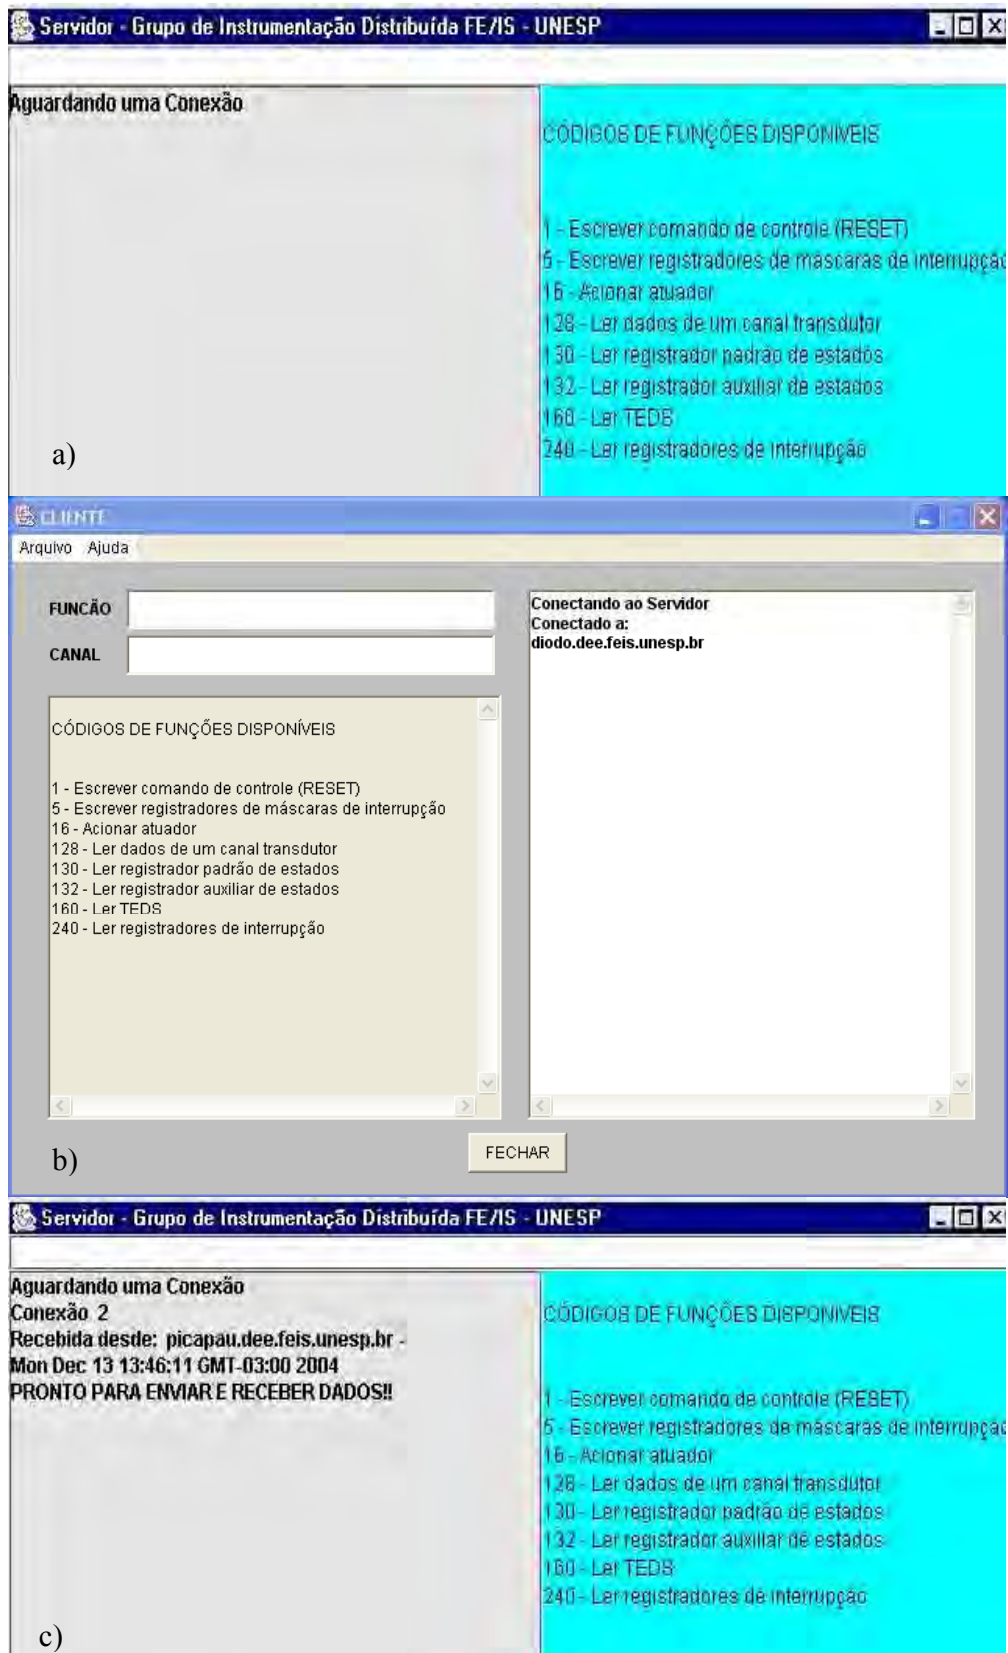 Servidor - Grupo de Instrumentação Distribuída FE/IS - UNESP
Aguardando uma Conexão
CÓDIGOS DE FUNÇÕES DISPONIVEIS
1 - Escrever comando de controle (RESET)
5 - Escrever registradores de máscaras de interrupção
16 - Acionar atuador
128 - Ler dados de um canal transdutor
130 - Ler registrador padrão de estados
132 - Ler registrador auxiliar de estados
160 - Ler TEDS
240 - Ler registradores de interrupção
a)
CLIENTE
Arquivo Ajuda
FUNCÃO
CANAL
CÓDIGOS DE FUNÇÕES DISPONÍVEIS
1 - Escrever comando de controle (RESET)
5 - Escrever registradores de máscaras de interrupção
16 - Acionar atuador
128 - Ler dados de um canal transdutor
130 - Ler registrador padrão de estados
132 - Ler registrador auxiliar de estados
160 - Ler TEDS
240 - Ler registradores de interrupção
Conectando ao Servidor
Conectado a:
diodo.dee.feis.unesp.br
FECHAR
b)
Servidor - Grupo de Instrumentação Distribuída FE/IS - UNESP
Aguardando uma Conexão
Conexão 2
Recebida desde: picapau.dee.feis.unesp.br -
Mon Dec 13 13:46:11 GMT-03:00 2004
PRONTO PARA ENVIAR E RECEBER DADOS!!
CÓDIGOS DE FUNÇÕES DISPONIVEIS
1 - Escrever comando de controle (RESET)
5 - Escrever registradores de máscaras de interrupção
16 - Acionar atuador
128 - Ler dados de um canal transdutor
130 - Ler registrador padrão de estados
132 - Ler registrador auxiliar de estados
160 - Ler TEDS
240 - Ler registradores de interrupção
c)